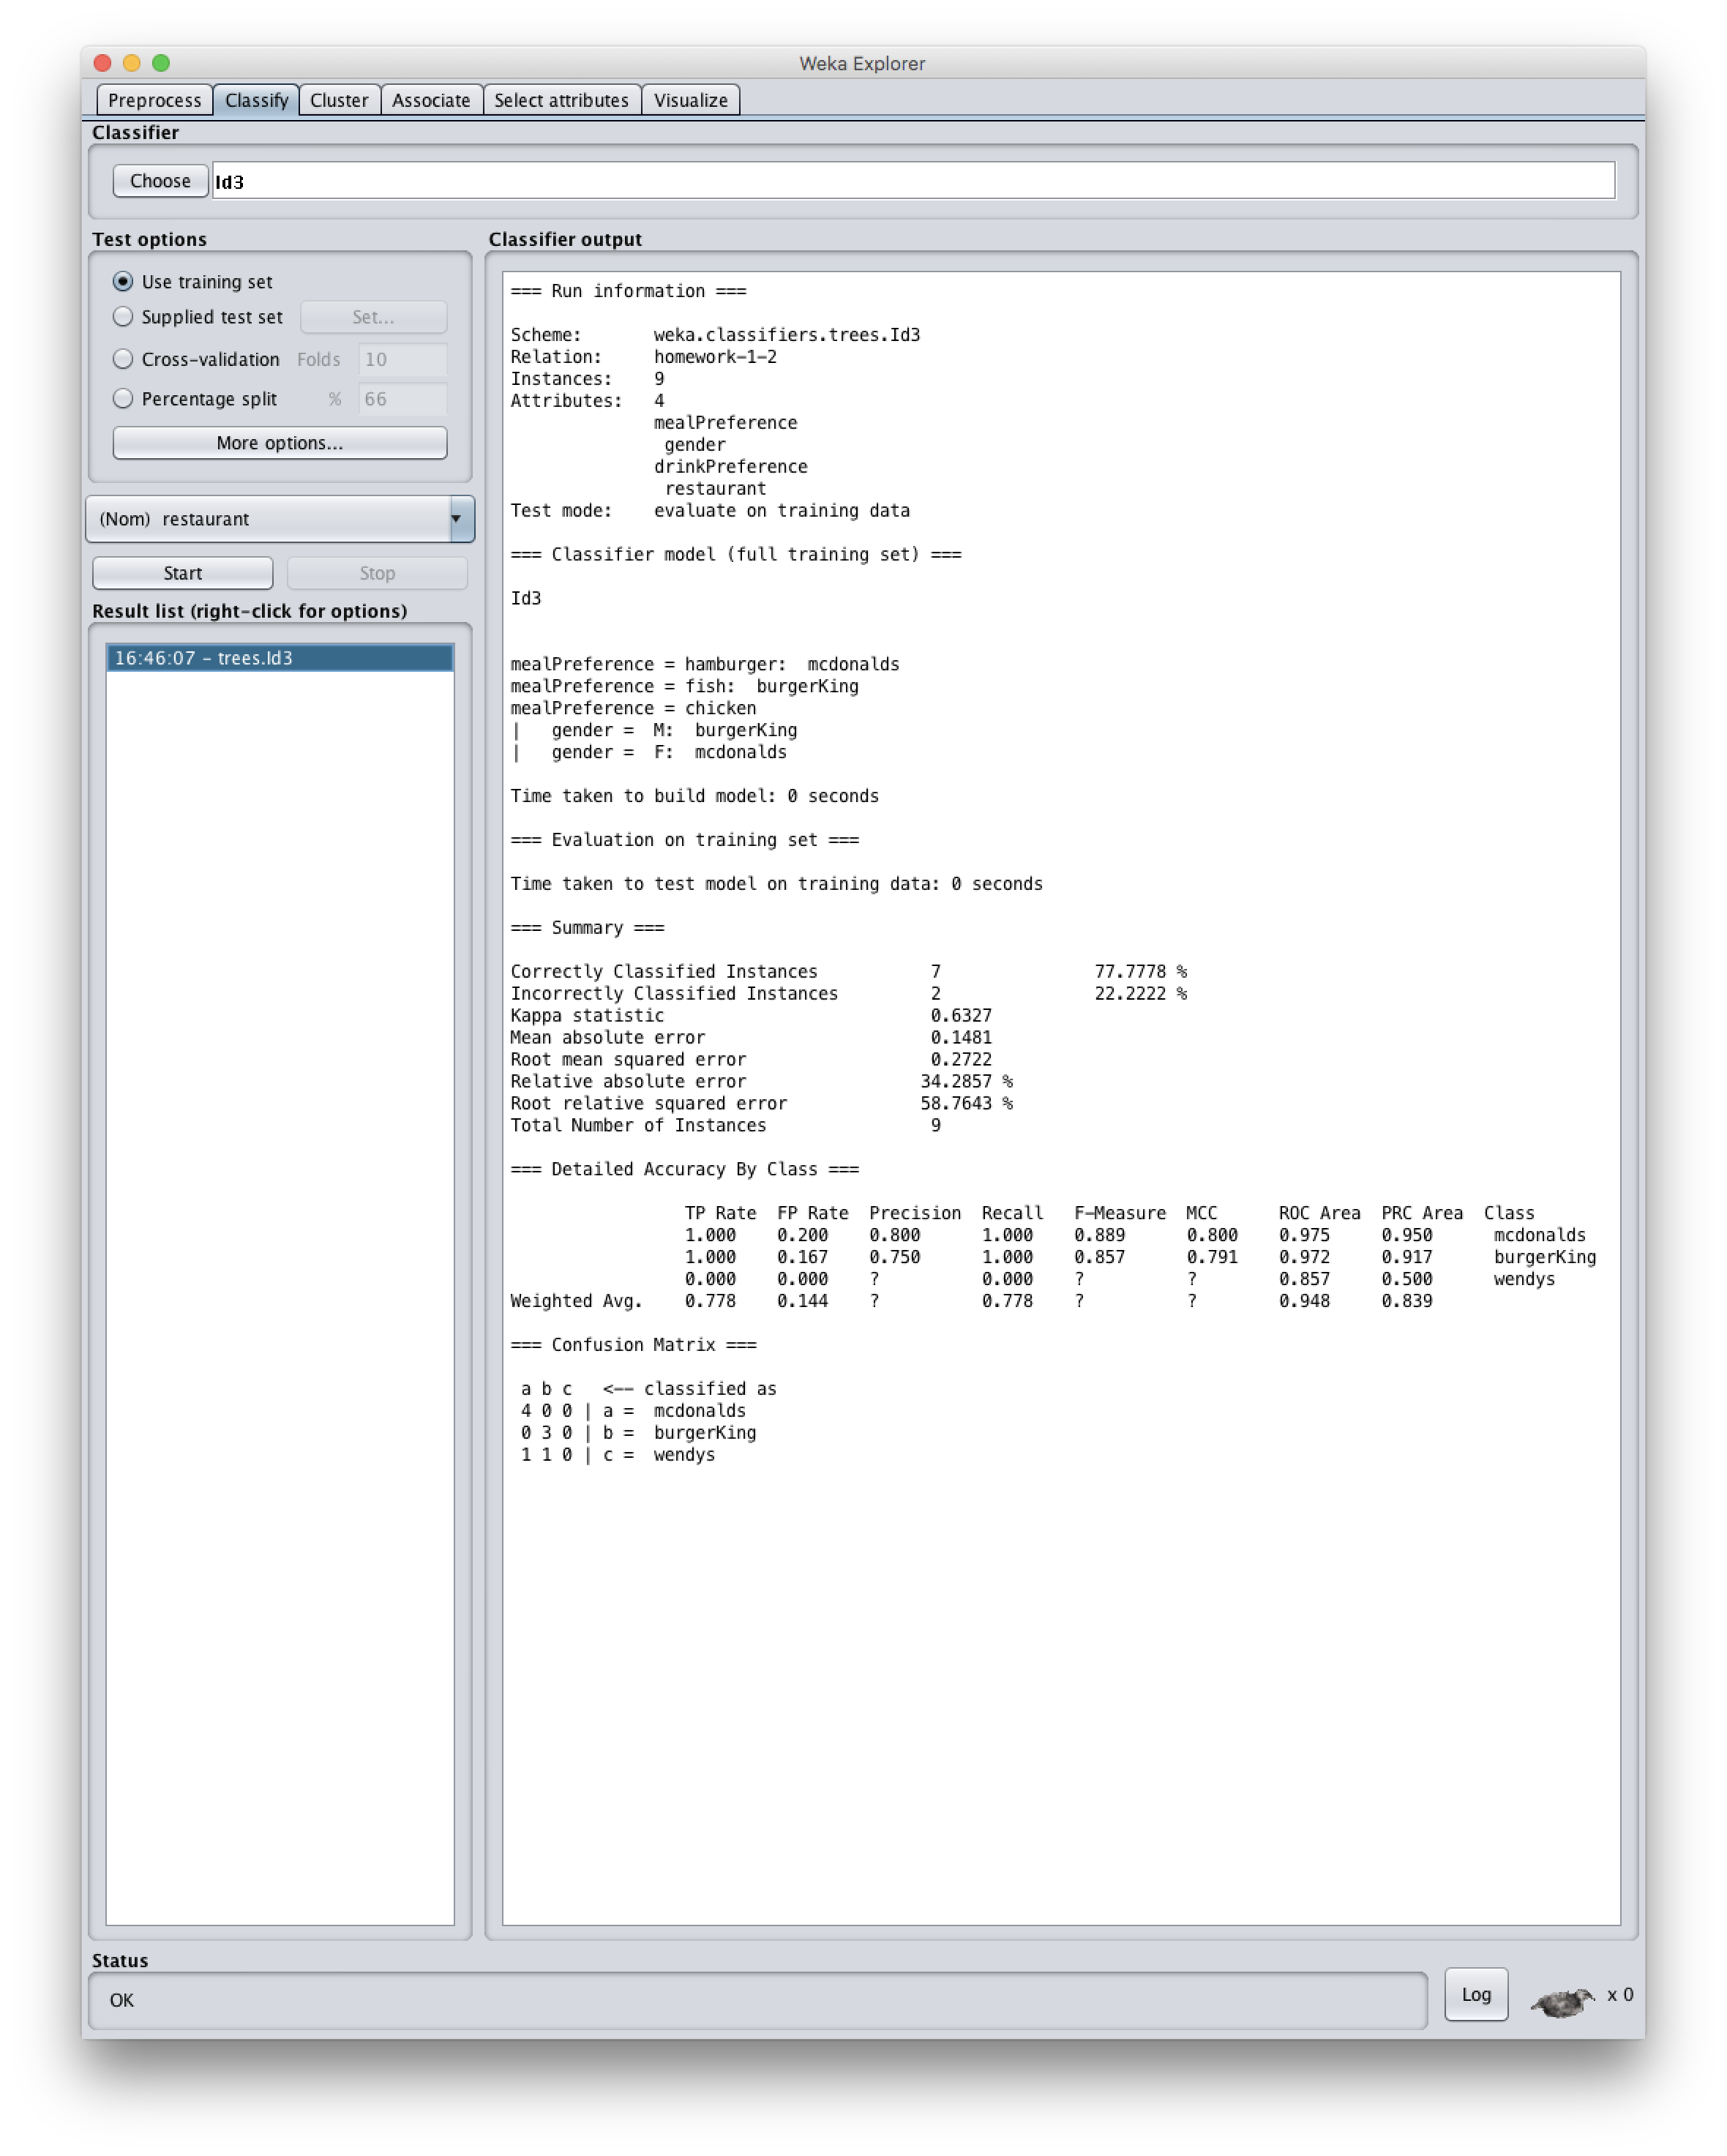 Weka Explorer
Preprocess Classify Cluster Associate Select attributes Visualize
Classifier
Choose Id3
Test options
Use training set
Supplied test set Set...
Cross-validation Folds 10
Percentage split % 66
More options...
(Nom) restaurant
Start Stop
Result list (right-click for options)
16:46:07 - trees.Id3
Classifier output
=== Run information ===
Scheme: weka.classifiers.trees.Id3
Relation: homework-1-2
Instances: 9
Attributes: 4
mealPreference
gender
drinkPreference
restaurant
Test mode: evaluate on training data
=== Classifier model (full training set) ===
Id3
mealPreference = hamburger: mcdonalds
mealPreference = fish: burgerKing
mealPreference = chicken
| gender = M: burgerKing
| gender = F: mcdonalds
Time taken to build model: 0 seconds
=== Evaluation on training set ===
Time taken to test model on training data: 0 seconds
=== Summary ===
Correctly Classified Instances 7 77.7778 %
Incorrectly Classified Instances 2 22.2222 %
Kappa statistic 0.6327
Mean absolute error 0.1481
Root mean squared error 0.2722
Relative absolute error 34.2857 %
Root relative squared error 58.7643 %
Total Number of Instances 9
=== Detailed Accuracy By Class ===
TP Rate FP Rate Precision Recall F-Measure MCC ROC Area PRC Area Class
1.000 0.200 0.800 1.000 0.889 0.800 0.975 0.950 mcdonalds
1.000 0.167 0.750 1.000 0.857 0.791 0.972 0.917 burgerKing
0.000 0.000 ? 0.000 ? ? 0.857 0.500 wendys
Weighted Avg. 0.778 0.144 ? 0.778 ? ? 0.948 0.839
=== Confusion Matrix ===
a b c <-- classified as
4 0 0 | a = mcdonalds
0 3 0 | b = burgerKing
1 1 0 | c = wendys
Status
OK
Log x 0